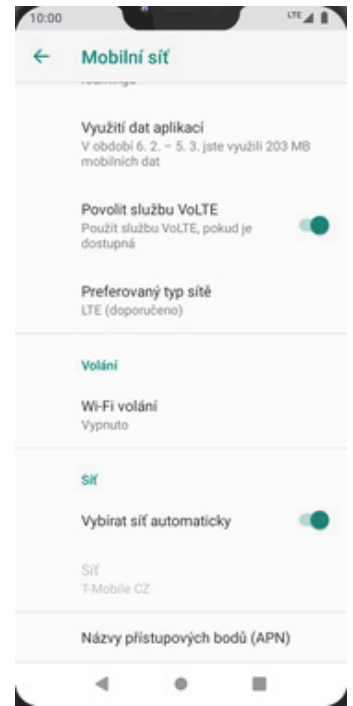 10:00
LTE
Mobilní síť
Využití dat aplikací
V období 6. 2. – 5. 3. jste využili 203 MB
mobilních dat
Povolit službu VoLTE
Použít službu VoLTE, pokud je
dostupná
Preferovaný typ sítě
LTE (doporučeno)
Volání
Wi-Fi volání
Vypnuto
Síť
Vybírat síť automaticky
Síť
T-Mobile CZ
Názvy přístupových bodů (APN)